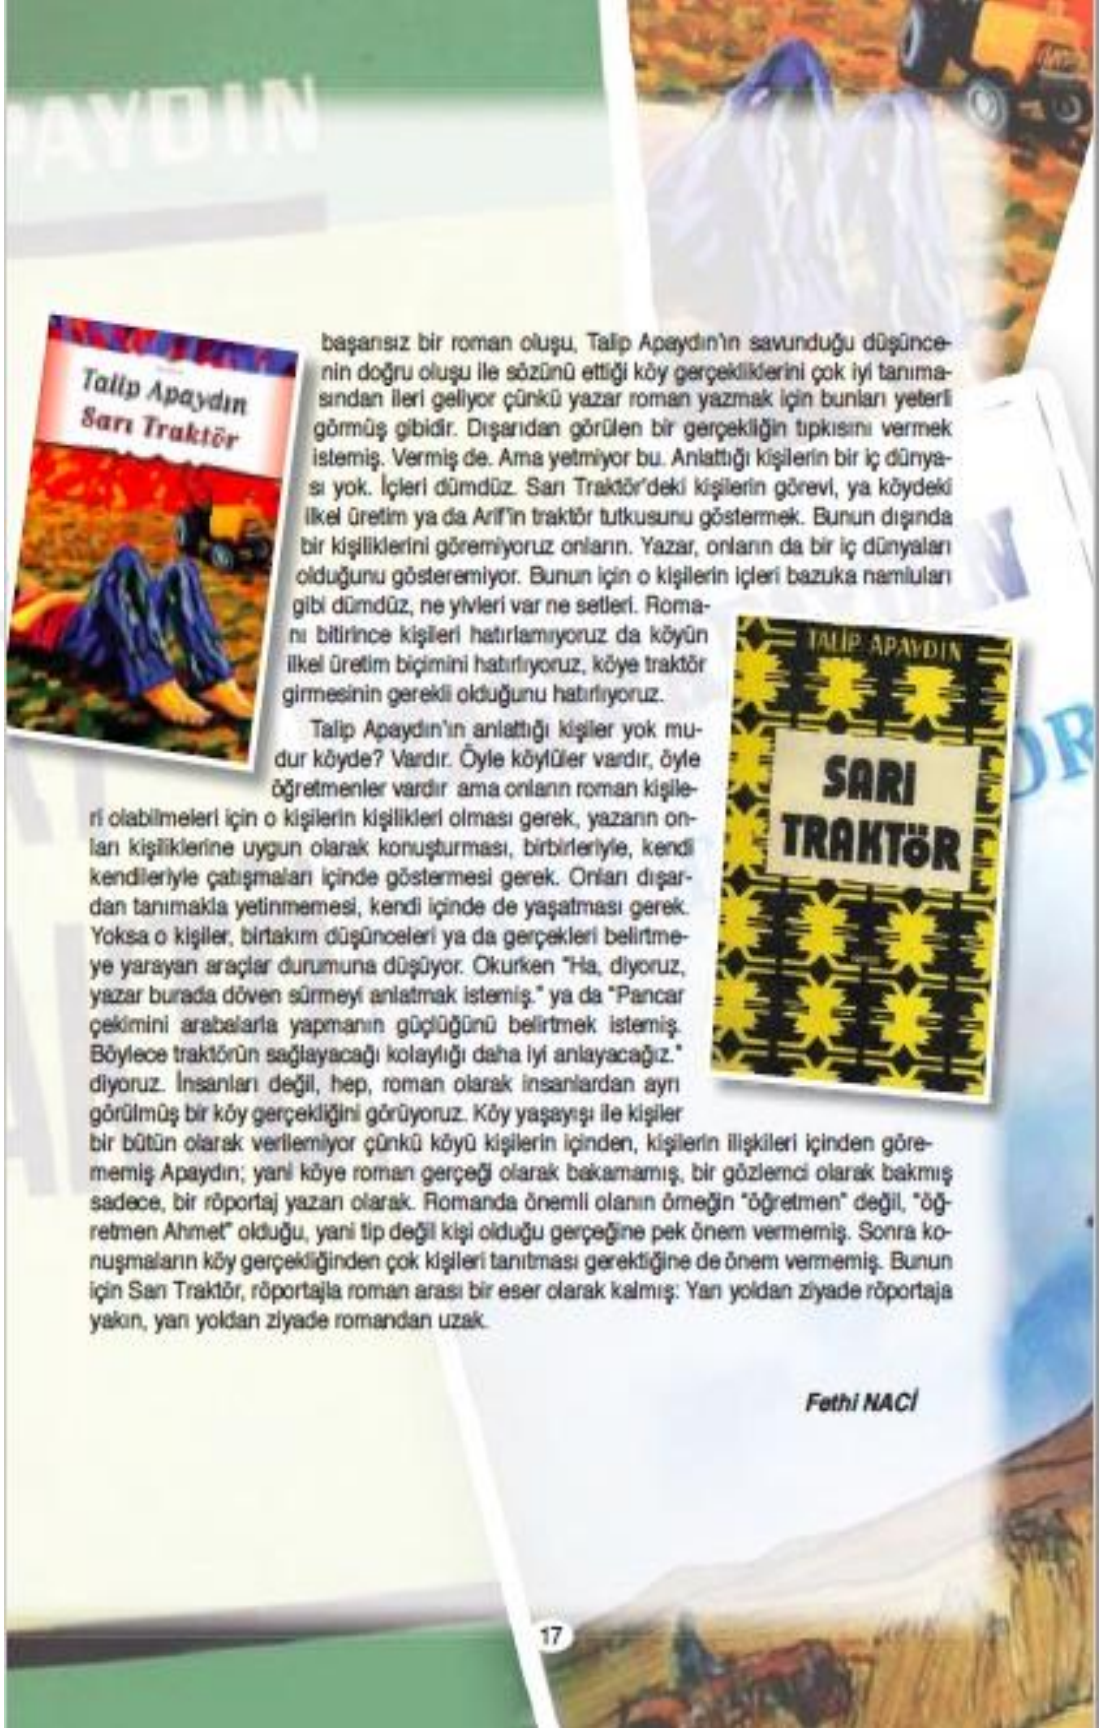 PAYDIN
Talip Apaydın
Sarı Traktör
başarısız bir roman oluşu, Talip Apaydın'ın savunduğu düşünce-
nin doğru oluşu ile sözünü ettiği köy gerçekliklerini çok iyi tanıma-
sından ileri geliyor çünkü yazar roman yazmak için bunları yeterli
görmüş gibidir. Dışarıdan görülen bir gerçekliğin tıpkısını vermek
istemiş. Vermiş de. Ama yetmiyor bu. Anlattığı kişilerin bir iç dünya-
sı yok. İçleri dümdüz. Sarı Traktör'deki kişilerin görevi, ya köydeki
ilkel üretim ya da Arif'in traktör tutkusunu göstermek. Bunun dışında
bir kişiliklerini göremiyoruz onların. Yazar, onların da bir iç dünyaları
olduğunu gösteremiyor. Bunun için o kişilerin içleri bazuka namluları
gibi dümdüz, ne yivleri var ne setleri. Roma-
nı bitirince kişileri hatırlamıyoruz da köyün
ilkel üretim biçimini hatırlıyoruz, köye traktör
girmesinin gerekli olduğunu hatırlıyoruz.
TALİP APAYDIN
SARI
TRAKTÖR
Talip Apaydın'ın anlattığı kişiler yok mu-
dur köyde? Vardır. Öyle köylüler vardır, öyle
öğretmenler vardır ama onların roman kişile-
ri olabilmeleri için o kişilerin kişilikleri olması gerek, yazarın on-
ları kişiliklerine uygun olarak konuşturması, birbirleriyle, kendi
kendileriyle çatışmaları içinde göstermesi gerek. Onları dışar-
dan tanımakla yetinmemesi, kendi içinde de yaşatması gerek.
Yoksa o kişiler, birtakım düşünceleri ya da gerçekleri belirtme-
ye yarayan araçlar durumuna düşüyor. Okurken "Ha, diyoruz,
yazar burada döven sürmeyi anlatmak istemiş." ya da "Pancar
çekimini arabalarla yapmanın güçlüğünü belirtmek istemiş.
Böylece traktörün sağlayacağı kolaylığı daha iyi anlayacağız."
diyoruz. İnsanları değil, hep, roman olarak insanlardan ayrı
görülmüş bir köy gerçekliğini görüyoruz. Köy yaşayışı ile kişiler
bir bütün olarak verilemiyor çünkü köyü kişilerin içinden, kişilerin ilişkileri içinden göre-
memiş Apaydın; yani köye roman gerçeği olarak bakamamış, bir gözlemci olarak bakmış
sadece, bir röportaj yazarı olarak. Romanda önemli olanın örneğin "öğretmen" değil, "öğ-
retmen Ahmet" olduğu, yani tip değil kişi olduğu gerçeğine pek önem vermemiş. Sonra ko-
nuşmaların köy gerçekliğinden çok kişileri tanıtması gerektiğine de önem vermemiş. Bunun
için Sarı Traktör, röportajla roman arası bir eser olarak kalmış: Yarı yoldan ziyade röportaja
yakın, yarı yoldan ziyade romandan uzak.
Fethi NACİ
17